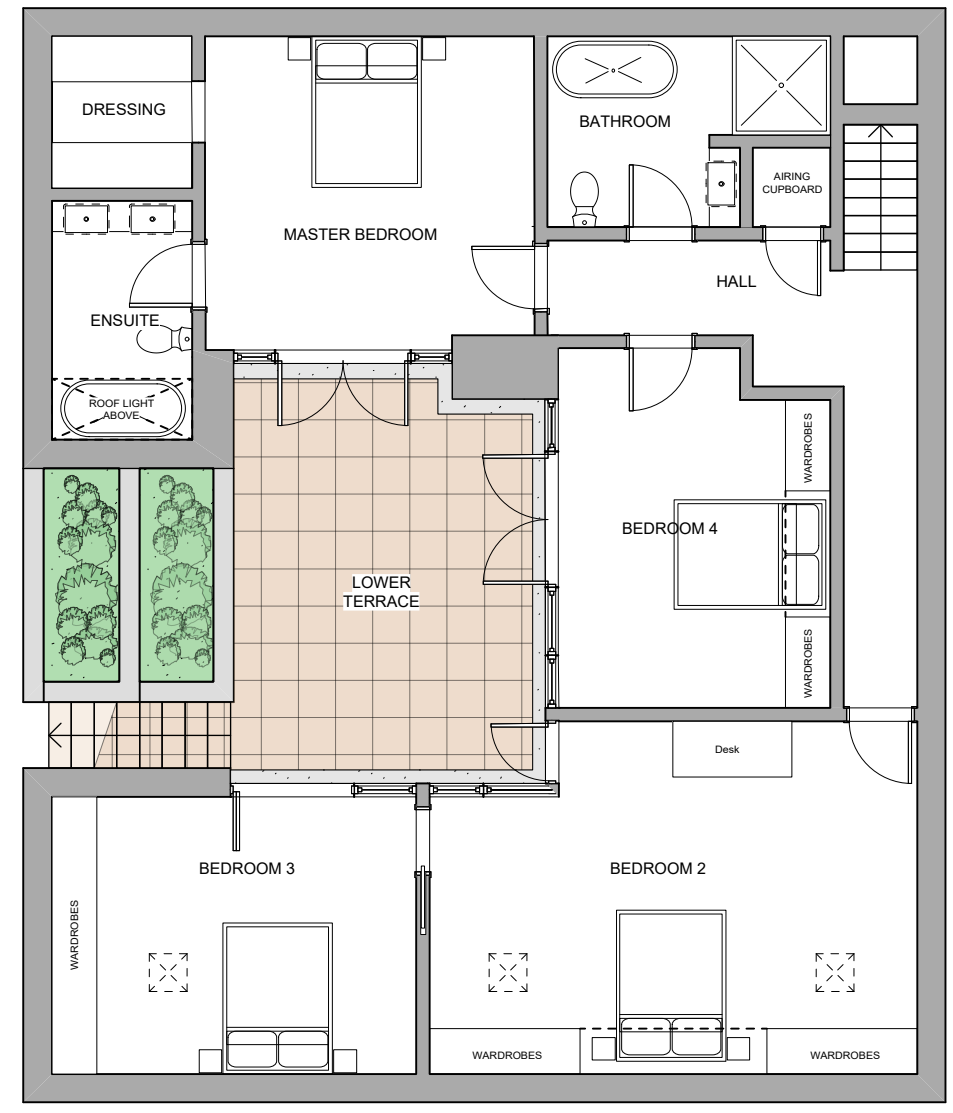 DRESSING
BATHROOM
AIRING
CUPBOARD
MASTER BEDROOM
HALL
ENSUITE
ROOF LIGHT
ABOVE
WARDROBES
BEDROOM 4
LOWER
TERRACE
WARDROBES
Desk
BEDROOM 3
BEDROOM 2
WARDROBES
WARDROBES
WARDROBES